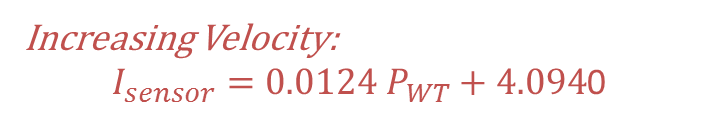 Increasing Velocity:
I_sensor = 0.0124 P_WT + 4.0940